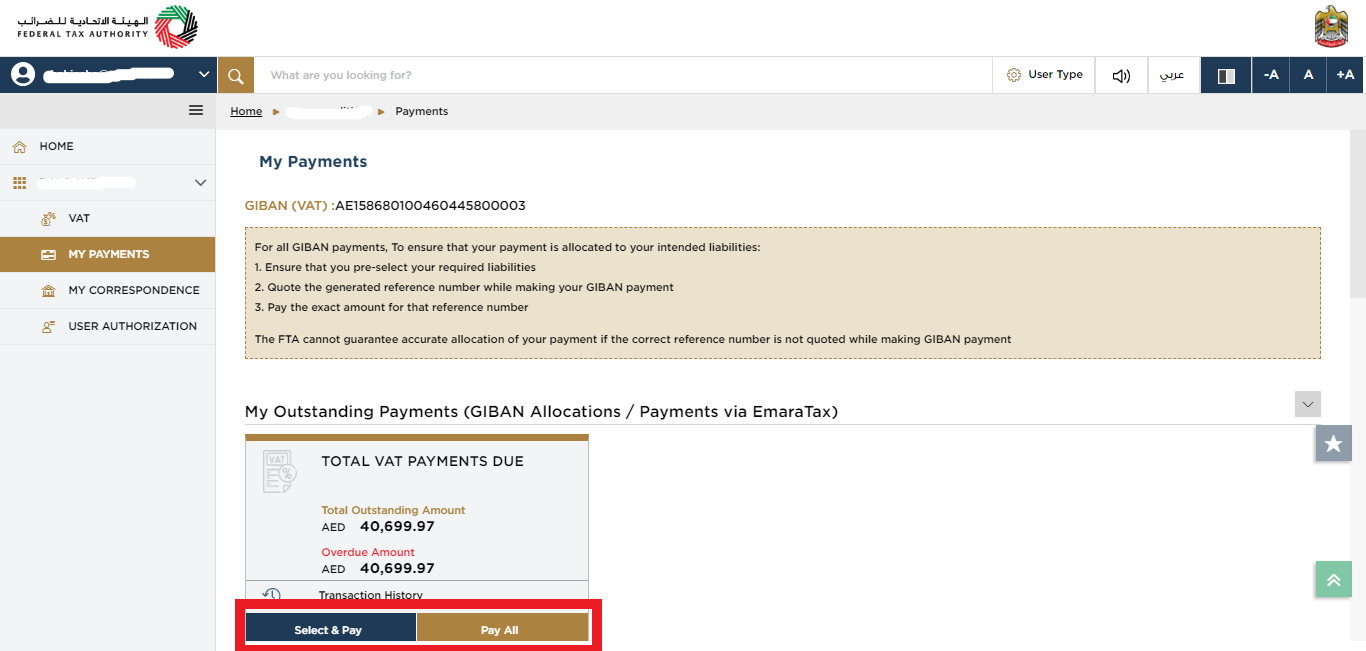 الهيئة الاتحادية للضرائب
FEDERAL TAX AUTHORITY
What are you looking for?
User Type
عربي
-A
A
+A
Home
Payments
HOME
VAT
MY PAYMENTS
MY CORRESPONDENCE
USER AUTHORIZATION
My Payments
GIBAN (VAT) :AE158680100460445800003
For all GIBAN payments, To ensure that your payment is allocated to your intended liabilities:
1. Ensure that you pre-select your required liabilities
2. Quote the generated reference number while making your GIBAN payment
3. Pay the exact amount for that reference number
The FTA cannot guarantee accurate allocation of your payment if the correct reference number is not quoted while making GIBAN payment
My Outstanding Payments (GIBAN Allocations / Payments via EmaraTax)
VAT
TOTAL VAT PAYMENTS DUE
Total Outstanding Amount
AED 40,699.97
Overdue Amount
AED 40,699.97
Transaction History
Select & Pay
Pay All